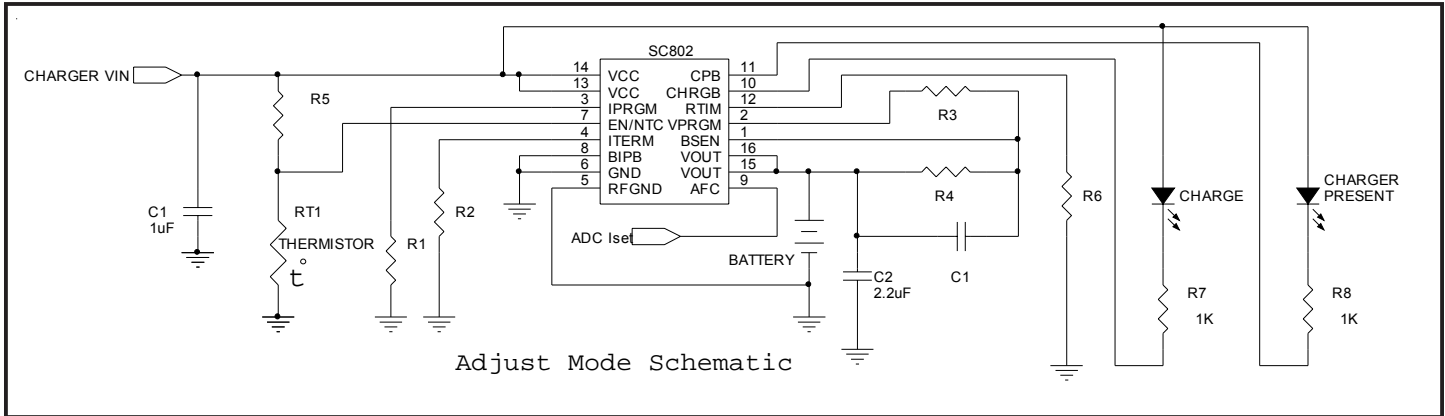 SC802
CHARGER VIN
14 VCC
13 VCC
3 IPRGM
7 EN/NTC
4 ITERM
8 BIPB
6 GND
5 RFGND
CPB 11
CHRGB 10
RTIM 12
VPRGM 2
BSEN 1
VOUT 16
VOUT 15
AFC 9
R5
R3
R4
R6
CHARGE
CHARGER
PRESENT
C1
1uF
RT1
THERMISTOR
t°
R1
R2
ADC Iset
BATTERY
C2
2.2uF
C1
R7
1K
R8
1K
Adjust Mode Schematic